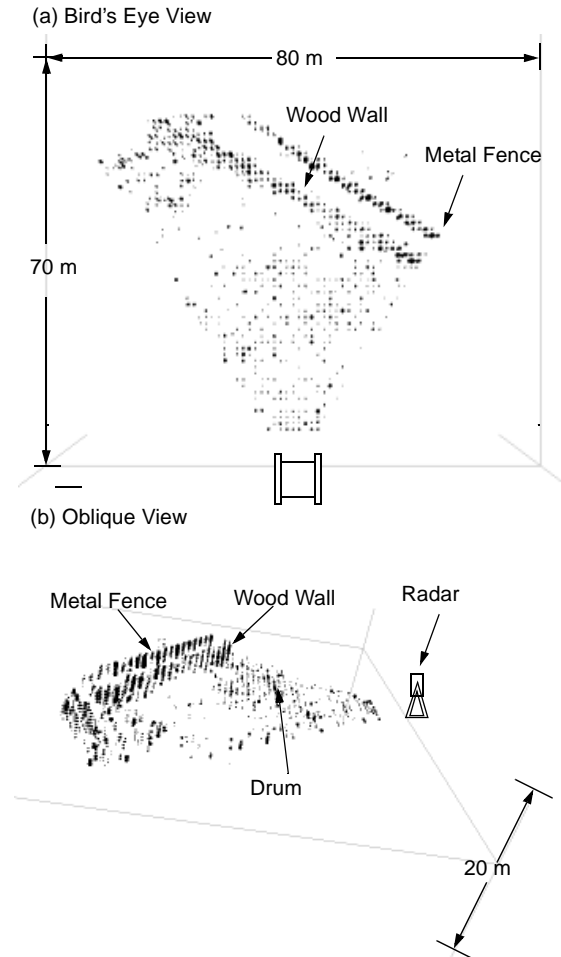 (a) Bird's Eye View
80 m
Wood Wall
Metal Fence
70 m
(b) Oblique View
Metal Fence
Wood Wall
Radar
Drum
20 m